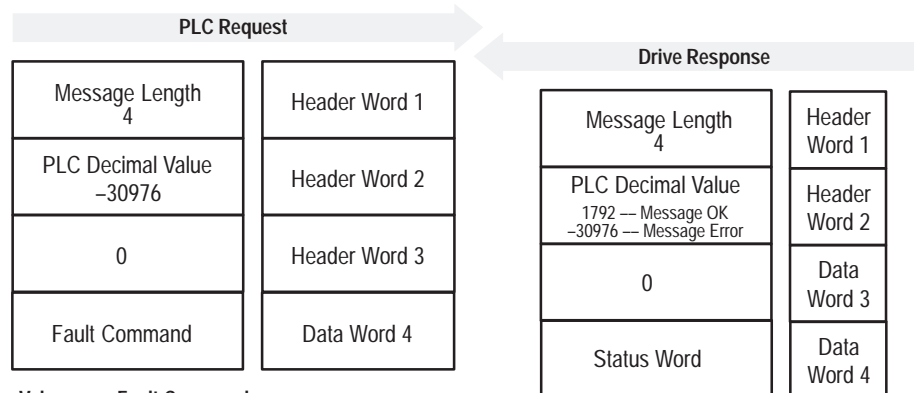 PLC Request
Message Length
4
Header Word 1
PLC Decimal Value
–30976
Header Word 2
0
Header Word 3
Fault Command
Data Word 4
Drive Response
Message Length
4
Header
Word 1
PLC Decimal Value
1792 –– Message OK
–30976 –– Message Error
Header
Word 2
0
Data
Word 3
Status Word
Data
Word 4